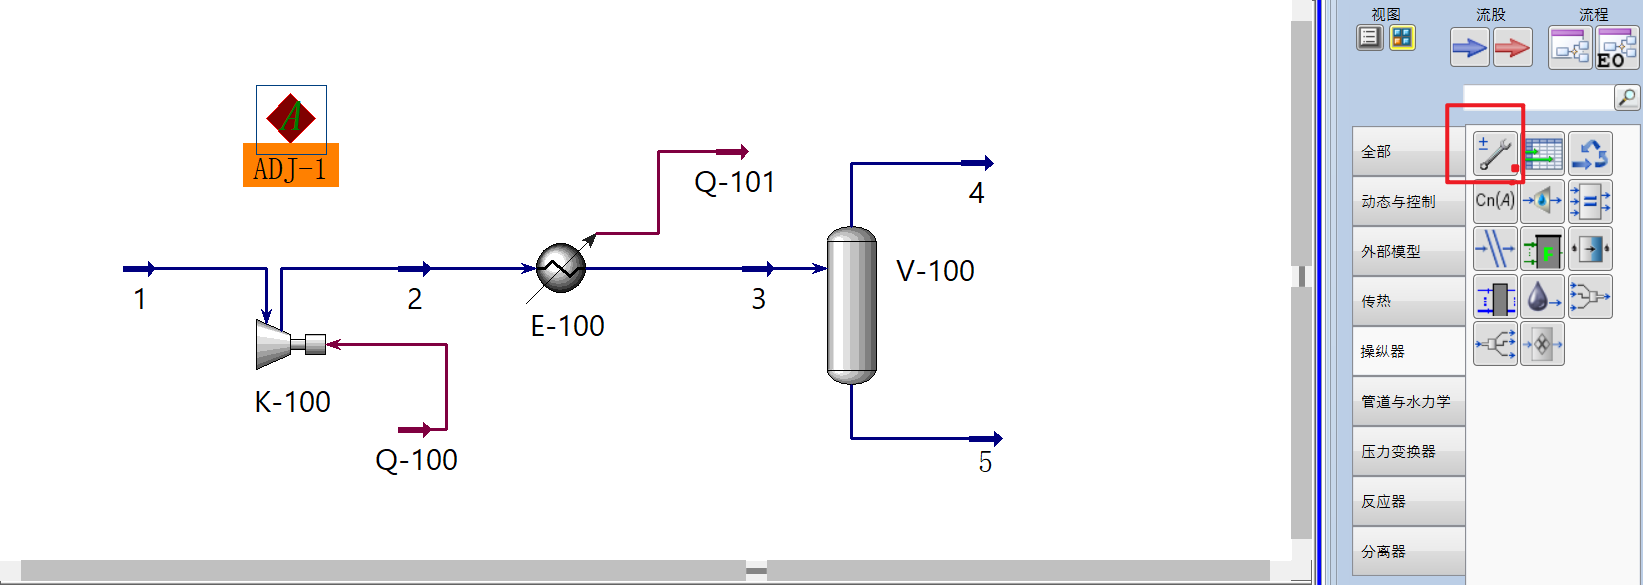 A
ADJ-1
Q-101
4
1
2
E-100
3
V-100
K-100
Q-100
5
视图
流股
流程
EO
全部
动态与控制
外部模型
传热
操纵器
管道与水力学
压力变换器
反应器
分离器
±
Cn(A)
F